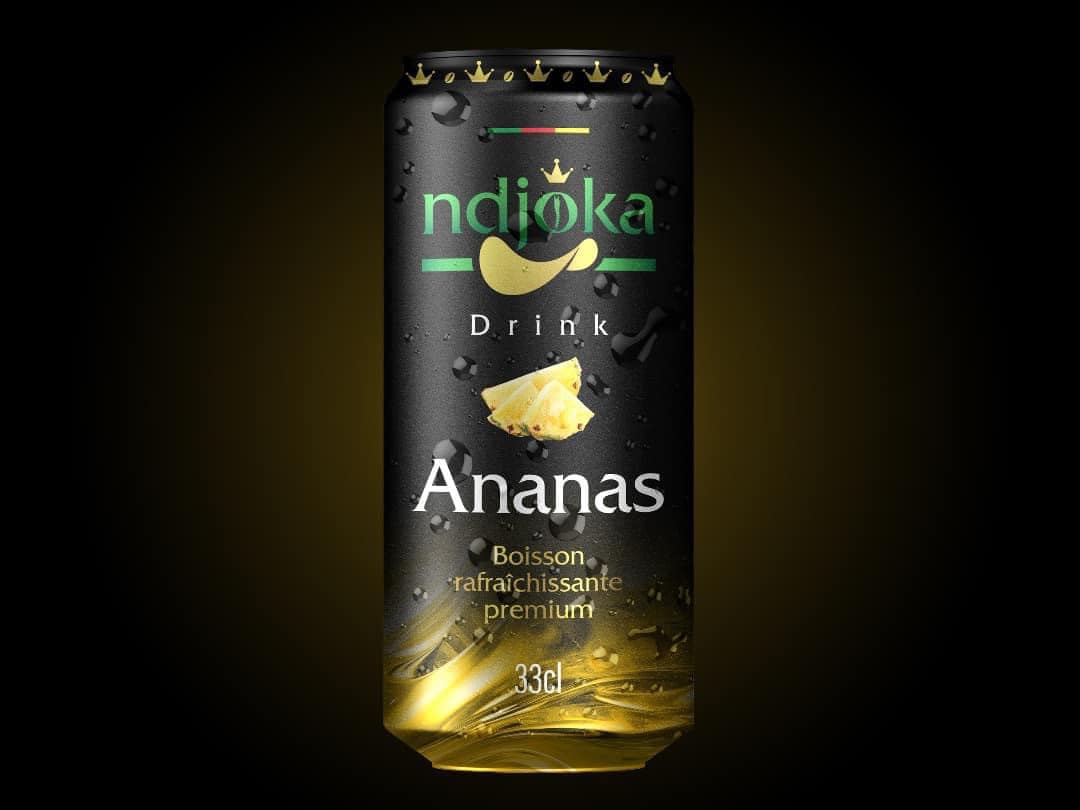 ndjoka
Drink
Ananas
Boisson
rafraîchissante
premium
33cl